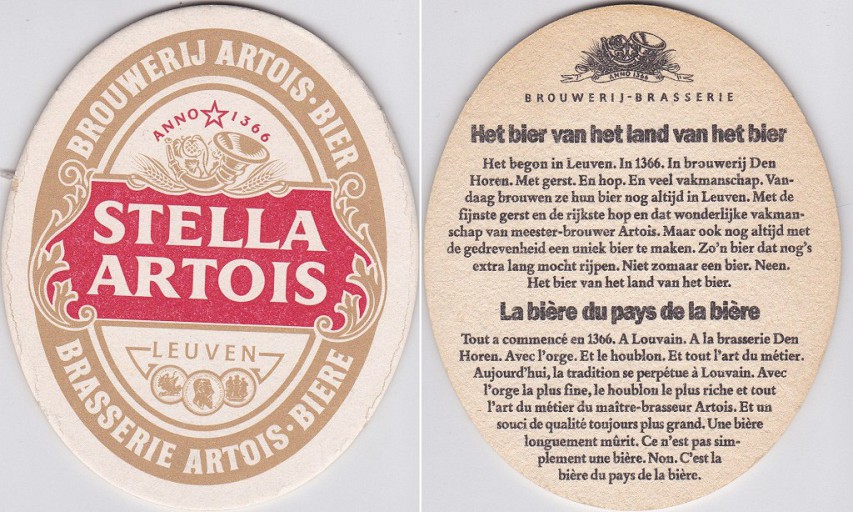 BROUWERIJ ARTOIS · BIER
ANNO 1366
STELLA
ARTOIS
LEUVEN
BRASSERIE ARTOIS · BIERE
ANNO 1366
BROUWERIJ-BRASSERIE
Het bier van het land van het bier
Het begon in Leuven. In 1366. In brouwerij Den
Horen. Met gerst. En hop. En veel vakmanschap. Van-
daag brouwen ze hun bier nog altijd in Leuven. Met de
fijnste gerst en de rijkste hop en dat wonderlijke vakman-
schap van meester-brouwer Artois. Maar ook nog altijd met
de gedrevenheid een uniek bier te maken. Zo'n bier dat nog's
extra lang mocht rijpen. Niet zomaar een bier. Neen.
Het bier van het land van het bier.
La bière du pays de la bière
Tout a commencé en 1366. A Louvain. A la brasserie Den
Horen. Avec l'orge. Et le houblon. Et tout l'art du métier.
Aujourd'hui, la tradition se perpétue à Louvain. Avec
l'orge la plus fine, le houblon le plus riche et tout
l'art du métier du maître-brasseur Artois. Et un
souci de qualité toujours plus grand. Une bière
longuement mûrit. Ce n'est pas sim-
plement une bière. Non. C'est la
bière du pays de la bière.